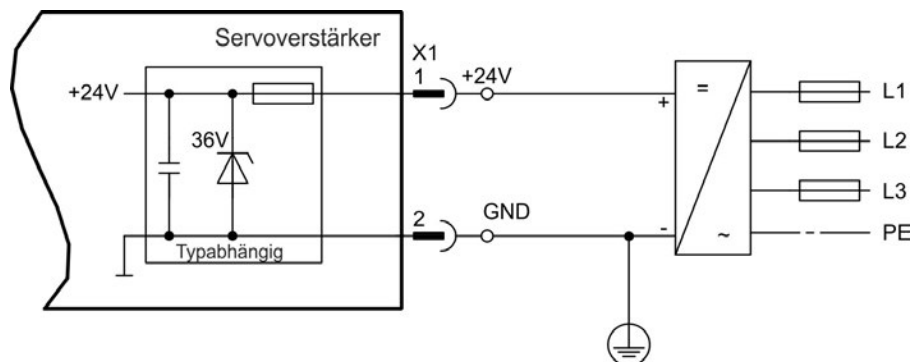 Servoverstärker
X1
1
+24V
+24V
36V
2
GND
Typabhängig
+
=
-
~
L1
L2
L3
PE